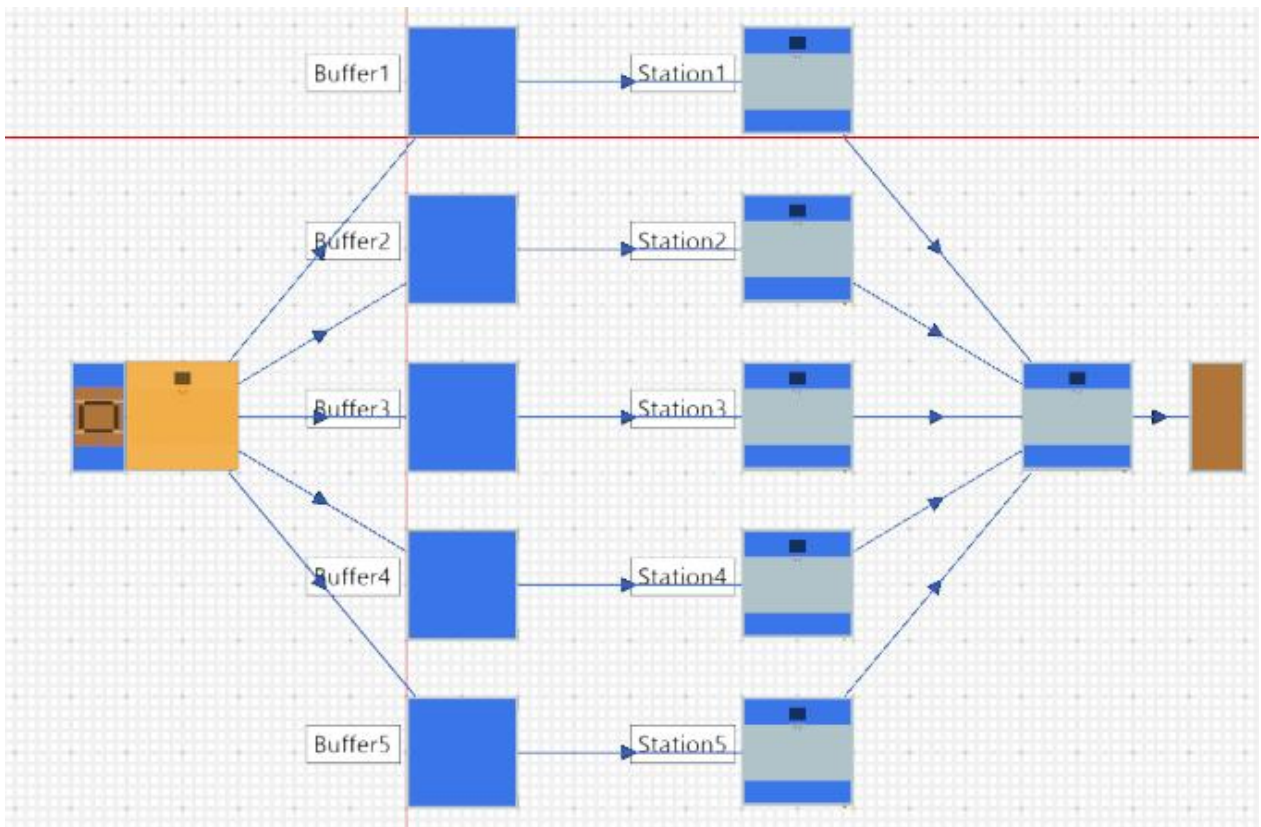 Buffer1
Station1
Buffer2
Station2
Buffer3
Station3
Buffer4
Station4
Buffer5
Station5